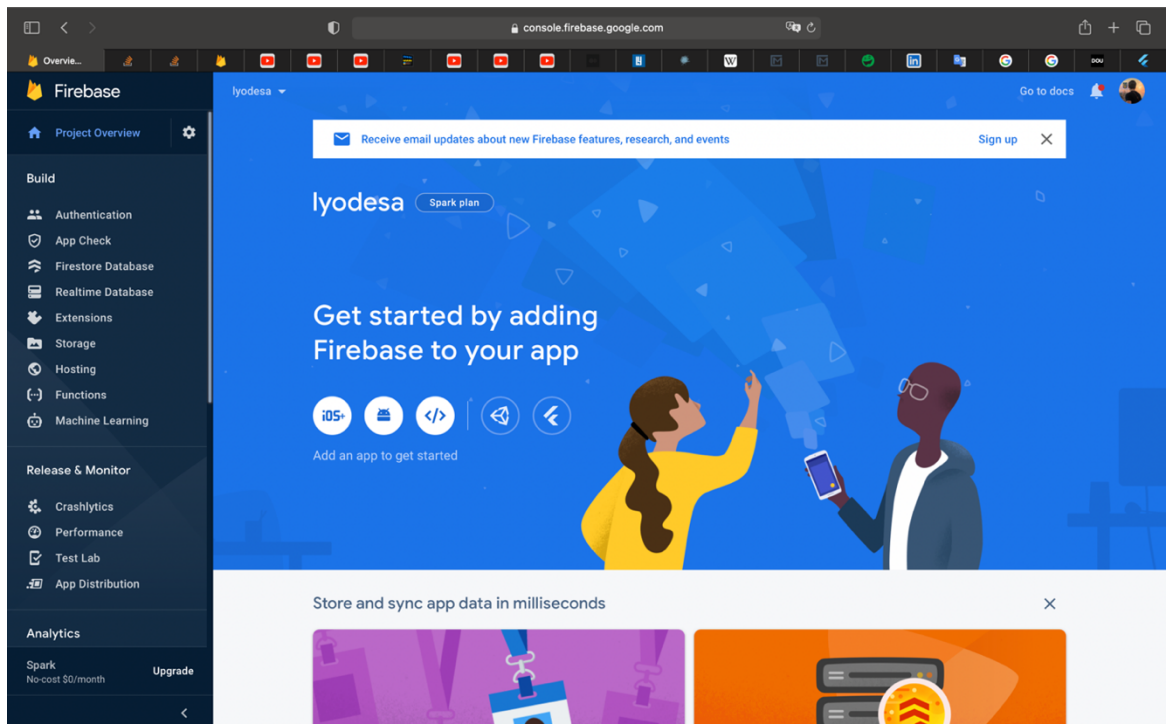 console.firebase.google.com
Overvie...
W
in
G
G
DOU
Firebase
lyodesa
Go to docs
Project Overview
Receive email updates about new Firebase features, research, and events
Sign up
Build
lyodesa
Spark plan
Authentication
App Check
Firestore Database
Realtime Database
Extensions
Storage
Hosting
Functions
Machine Learning
Get started by adding
Firebase to your app
iOS+
</>
Add an app to get started
Release & Monitor
Crashlytics
Performance
Test Lab
App Distribution
Store and sync app data in milliseconds
Analytics
Spark
No-cost $0/month
Upgrade